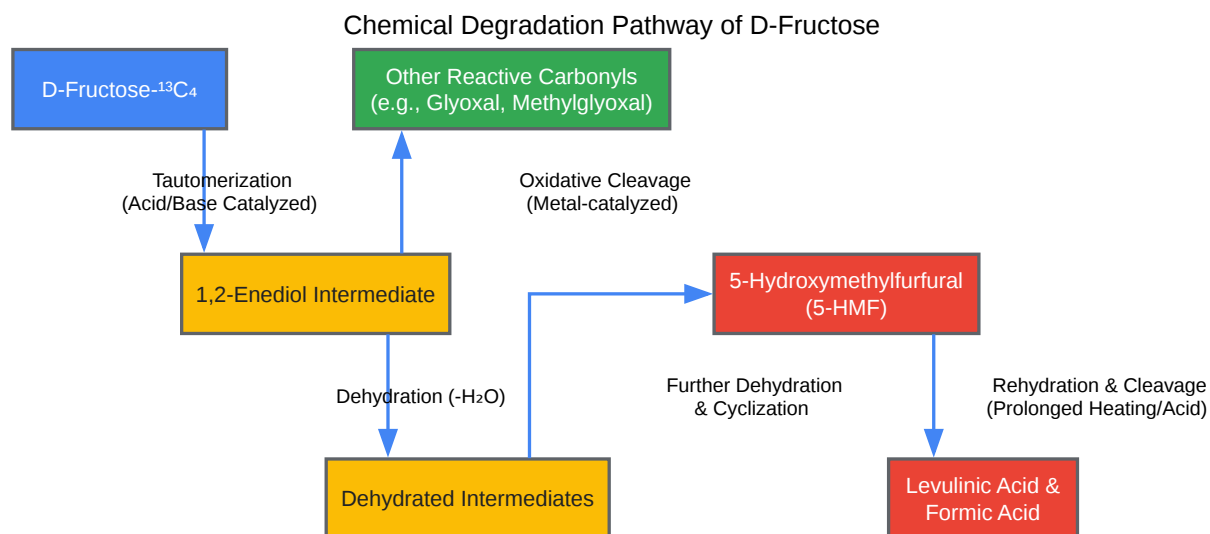 Chemical Degradation Pathway of D-Fructose
D-Fructose-¹³C₄
Other Reactive Carbonyls
(e.g., Glyoxal, Methylglyoxal)
Tautomerization
(Acid/Base Catalyzed)
Oxidative Cleavage
(Metal-catalyzed)
1,2-Enediol Intermediate
5-Hydroxymethylfurfural
(5-HMF)
Dehydration (-H₂O)
Further Dehydration
& Cyclization
Rehydration & Cleavage
(Prolonged Heating/Acid)
Dehydrated Intermediates
Levulinic Acid &
Formic Acid